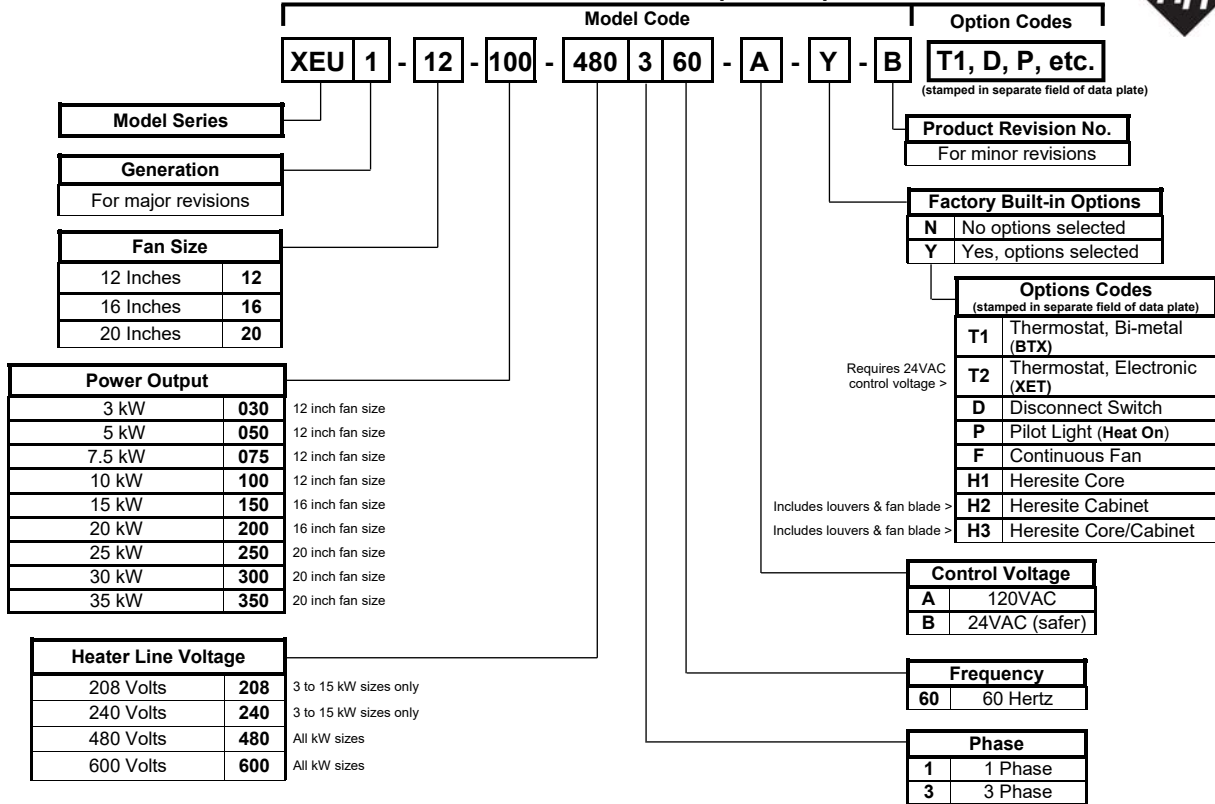 Model Code
Option Codes
XEU 1 - 12 - 100 - 480 3 60 - A - Y - B T1, D, P, etc.
(stamped in separate field of data plate)
Model Series
Generation
For major revisions
Fan Size
12 Inches 12
16 Inches 16
20 Inches 20
Power Output
3 kW 030 12 inch fan size
5 kW 050 12 inch fan size
7.5 kW 075 12 inch fan size
10 kW 100 12 inch fan size
15 kW 150 16 inch fan size
20 kW 200 16 inch fan size
25 kW 250 20 inch fan size
30 kW 300 20 inch fan size
35 kW 350 20 inch fan size
Heater Line Voltage
208 Volts 208 3 to 15 kW sizes only
240 Volts 240 3 to 15 kW sizes only
480 Volts 480 All kW sizes
600 Volts 600 All kW sizes
Product Revision No.
For minor revisions
Factory Built-in Options
N No options selected
Y Yes, options selected
Options Codes
(stamped in separate field of data plate)
T1 Thermostat, Bi-metal
(BTX)
Requires 24VAC
control voltage >
T2 Thermostat, Electronic
(XET)
D Disconnect Switch
P Pilot Light (Heat On)
F Continuous Fan
H1 Heresite Core
Includes louvers & fan blade > H2 Heresite Cabinet
Includes louvers & fan blade > H3 Heresite Core/Cabinet
Control Voltage
A 120VAC
B 24VAC (safer)
Frequency
60 60 Hertz
Phase
1 1 Phase
3 3 Phase